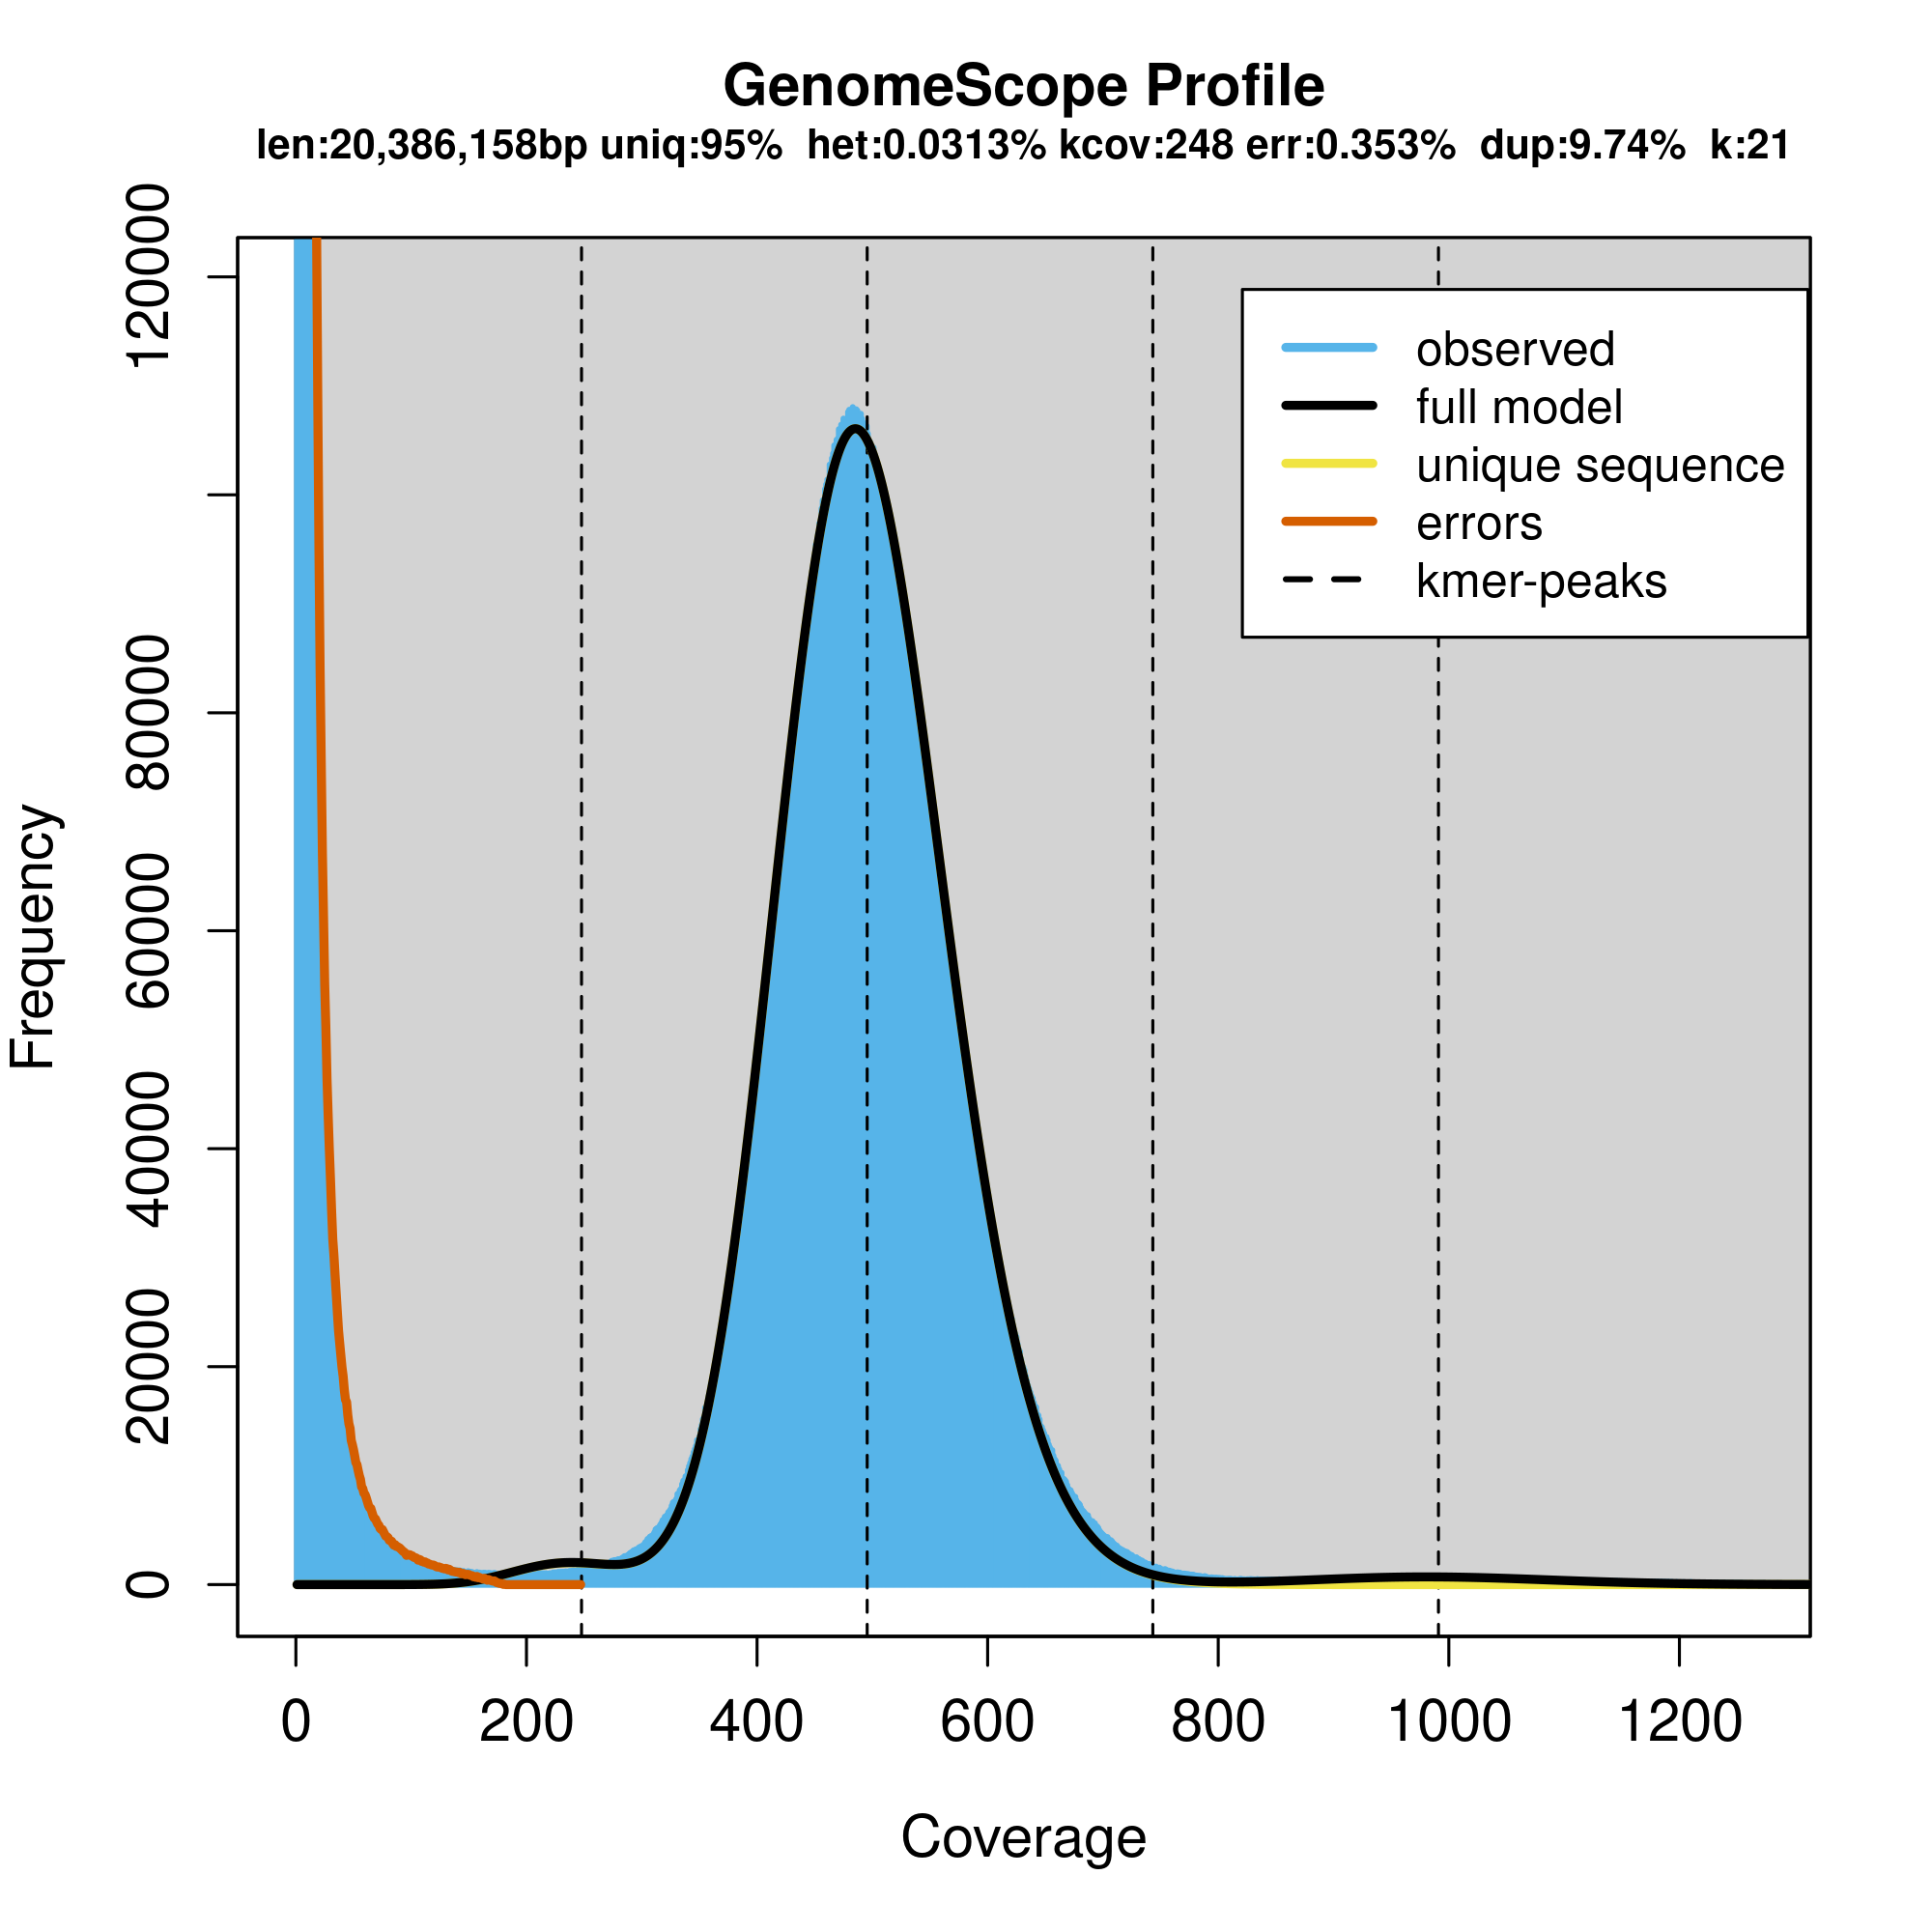 GenomeScope Profile
len:20,386,158bp uniq:95% het:0.0313% kcov:248 err:0.353% dup:9.74% k:21
observed
full model
unique sequence
errors
kmer-peaks
Frequency
120000
80000
60000
40000
20000
0
0 200 400 600 800 1000 1200
Coverage